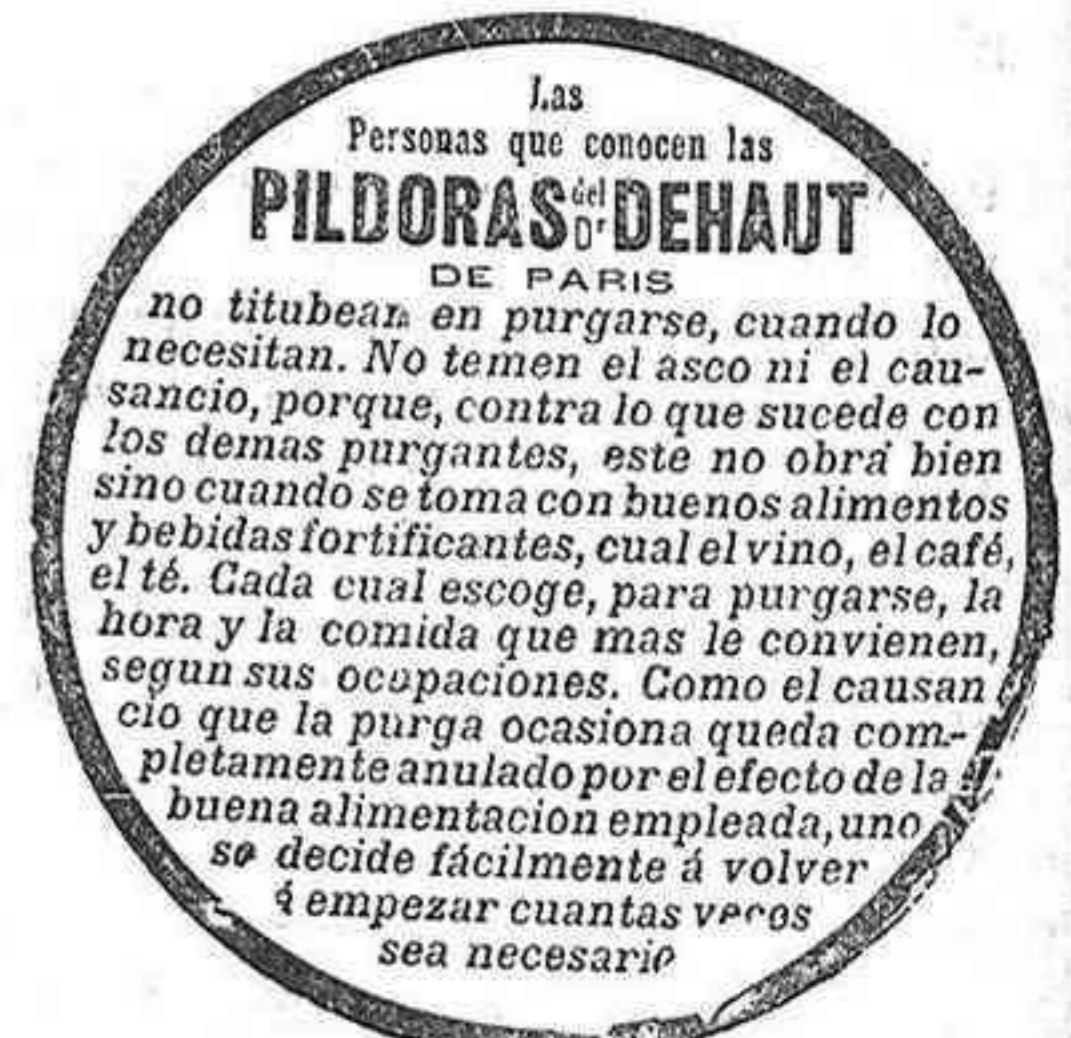 Las
Personas que conocen las
PILDORAS del Dr DEHAUT
DE PARIS
no titubean en purgarse, cuando lo
necesitan. No temen el asco ni el cau-
sancio, porque, contra lo que sucede con
los demas purgantes, este no obra bien
sino cuando se toma con buenos alimentos
y bebidas fortificantes, cual el vino, el café,
el té. Cada cual escoge, para purgarse, la
hora y la comida que mas le convienen,
segun sus ocupaciones. Como el causan
cio que la purga ocasiona queda com-
pletamente anulado por el efecto de la
buena alimentacion empleada, uno
se decide fácilmente á volver
á empezar cuantas veces
sea necesario